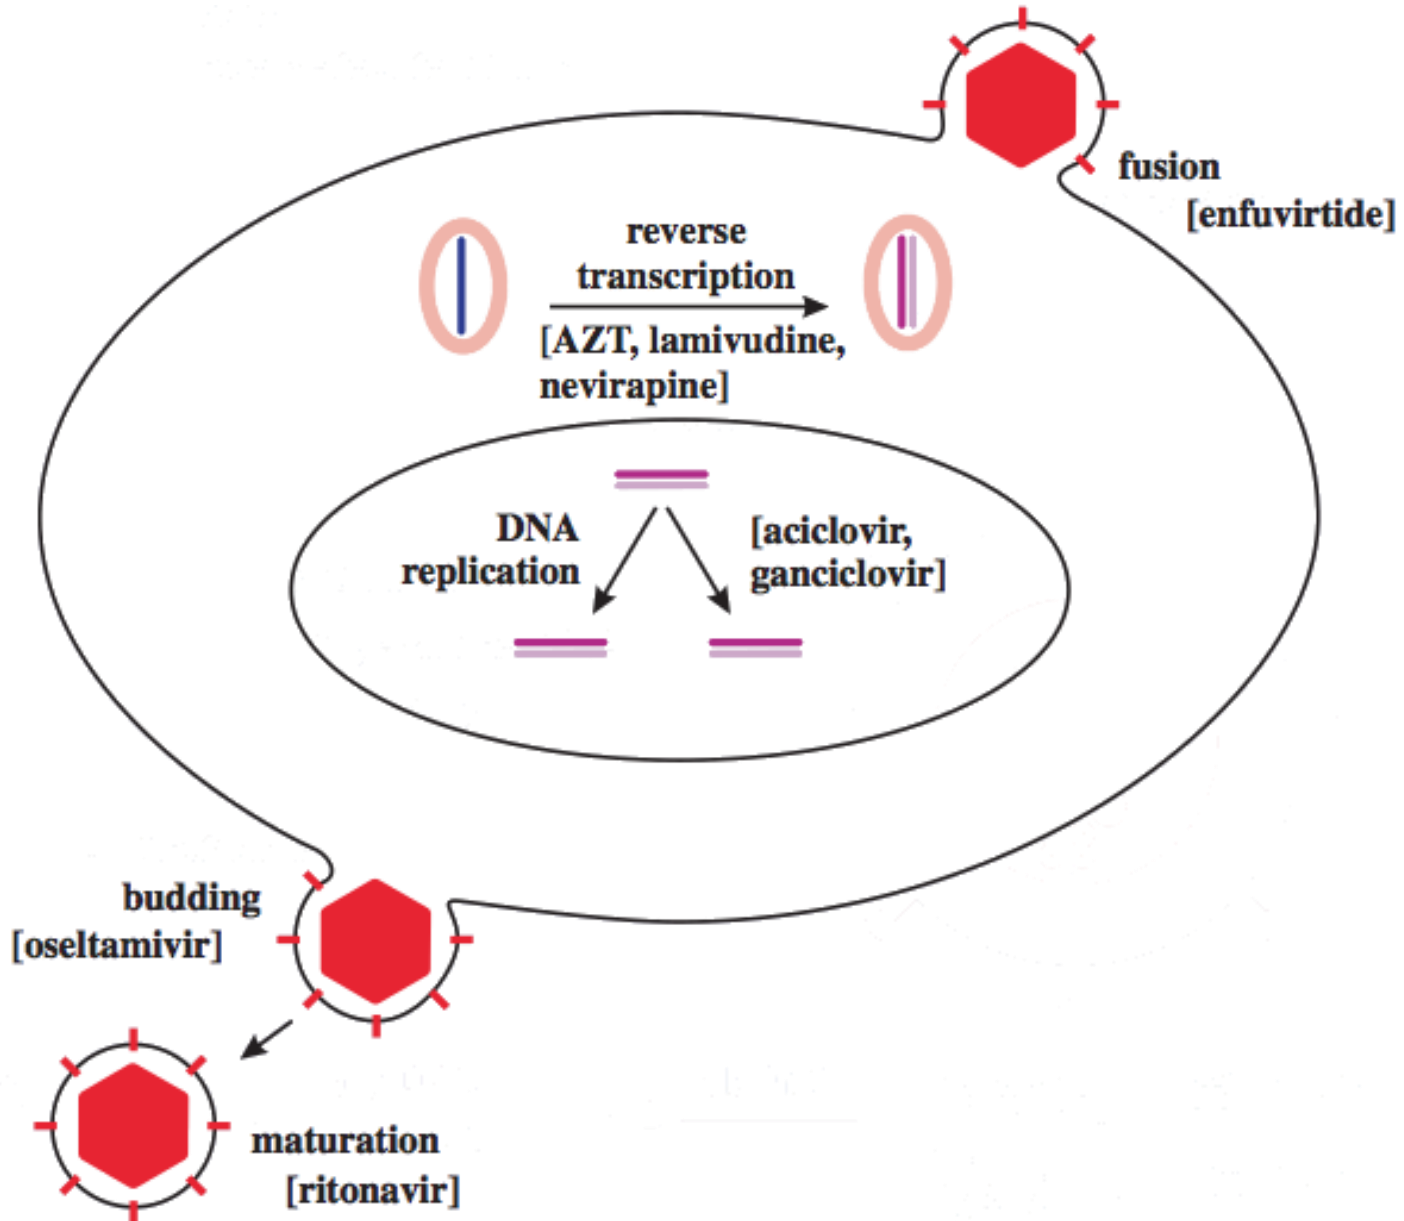 fusion
[enfuvirtide]
reverse
transcription
[AZT, lamivudine,
nevirapine]
DNA
replication
[aciclovir,
ganciclovir]
budding
[oseltamivir]
maturation
[ritonavir]